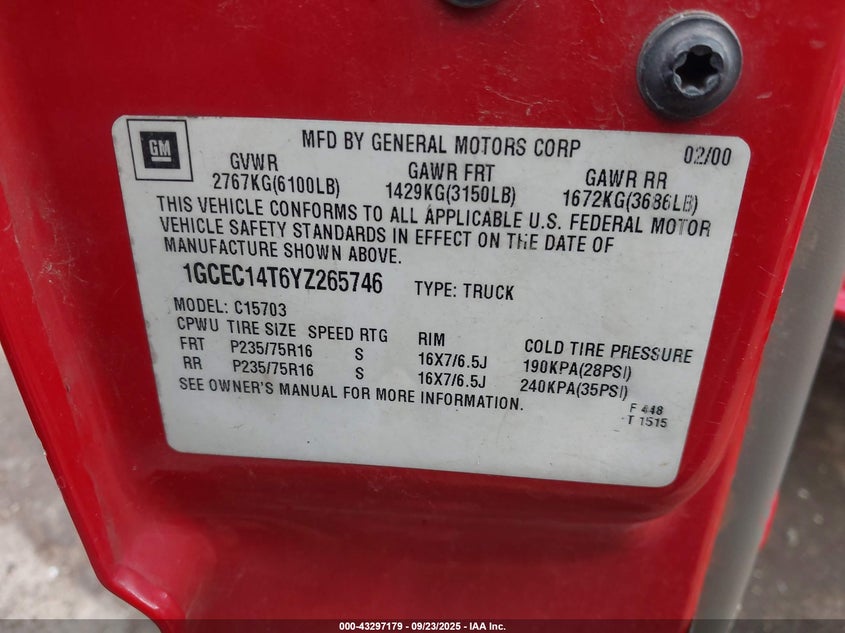 GM
MFD BY GENERAL MOTORS CORP 02/00
GVWR GAWR FRT GAWR RR
2767KG(6100LB) 1429KG(3150LB) 1672KG(3686LB)
THIS VEHICLE CONFORMS TO ALL APPLICABLE U.S. FEDERAL MOTOR
VEHICLE SAFETY STANDARDS IN EFFECT ON THE DATE OF
MANUFACTURE SHOWN ABOVE.
1GCEC14T6YZ265746 TYPE: TRUCK
MODEL: C15703
CPWU TIRE SIZE SPEED RTG RIM COLD TIRE PRESSURE
FRT P235/75R16 S 16X7/6.5J 190KPA(28PSI)
RR P235/75R16 S 16X7/6.5J 240KPA(35PSI)
SEE OWNER'S MANUAL FOR MORE INFORMATION.
F 448
T 1515
000-43297179 - 09/23/2025 - IAA Inc.